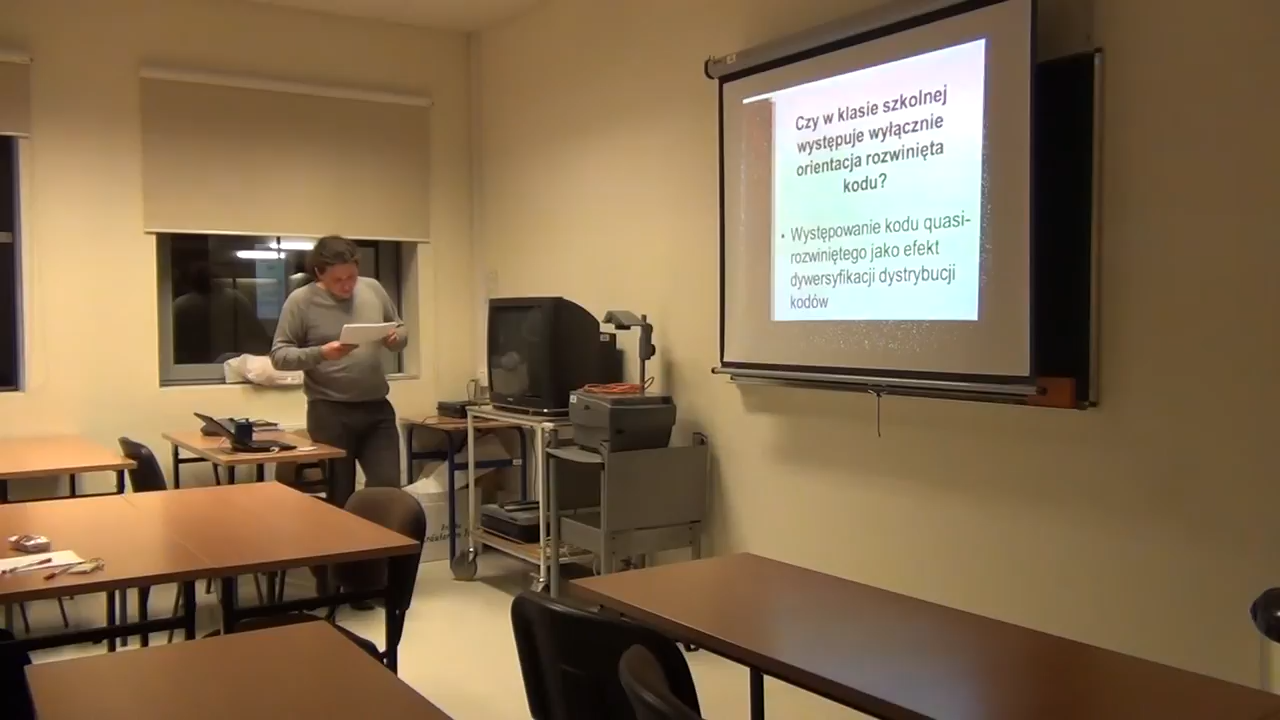 Czy w klasie szkolnej
występuje wyłącznie
orientacja rozwinięta
kodu?
• Występowanie kodu quasi-
rozwiniętego jako efekt
dywersyfikacji dystrybucji
kodów